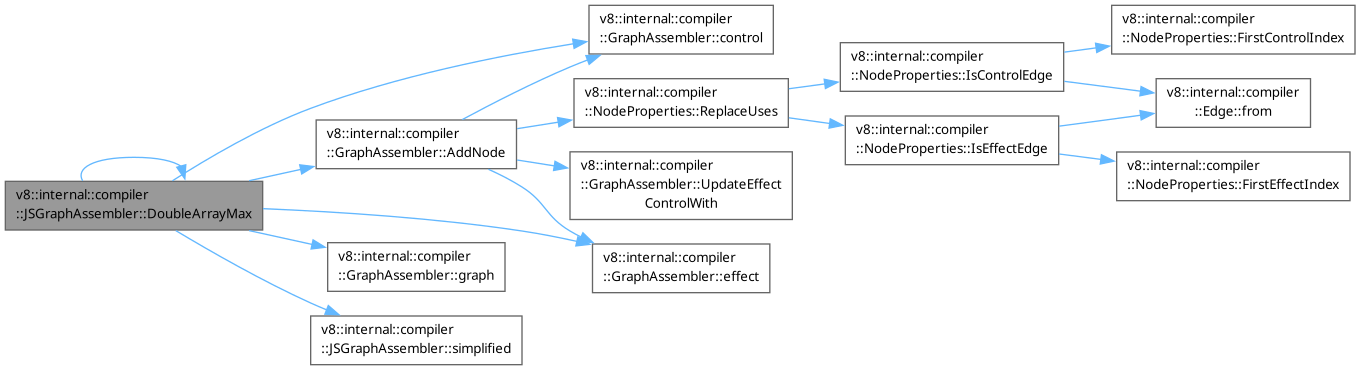 v8::internal::compiler
::JSGraphAssembler::DoubleArrayMax
v8::internal::compiler
::GraphAssembler::control
v8::internal::compiler
::GraphAssembler::AddNode
v8::internal::compiler
::NodeProperties::ReplaceUses
v8::internal::compiler
::NodeProperties::IsControlEdge
v8::internal::compiler
::NodeProperties::FirstControlIndex
v8::internal::compiler
::Edge::from
v8::internal::compiler
::NodeProperties::IsEffectEdge
v8::internal::compiler
::NodeProperties::FirstEffectIndex
v8::internal::compiler
::GraphAssembler::UpdateEffect
ControlWith
v8::internal::compiler
::GraphAssembler::effect
v8::internal::compiler
::GraphAssembler::graph
v8::internal::compiler
::JSGraphAssembler::simplified